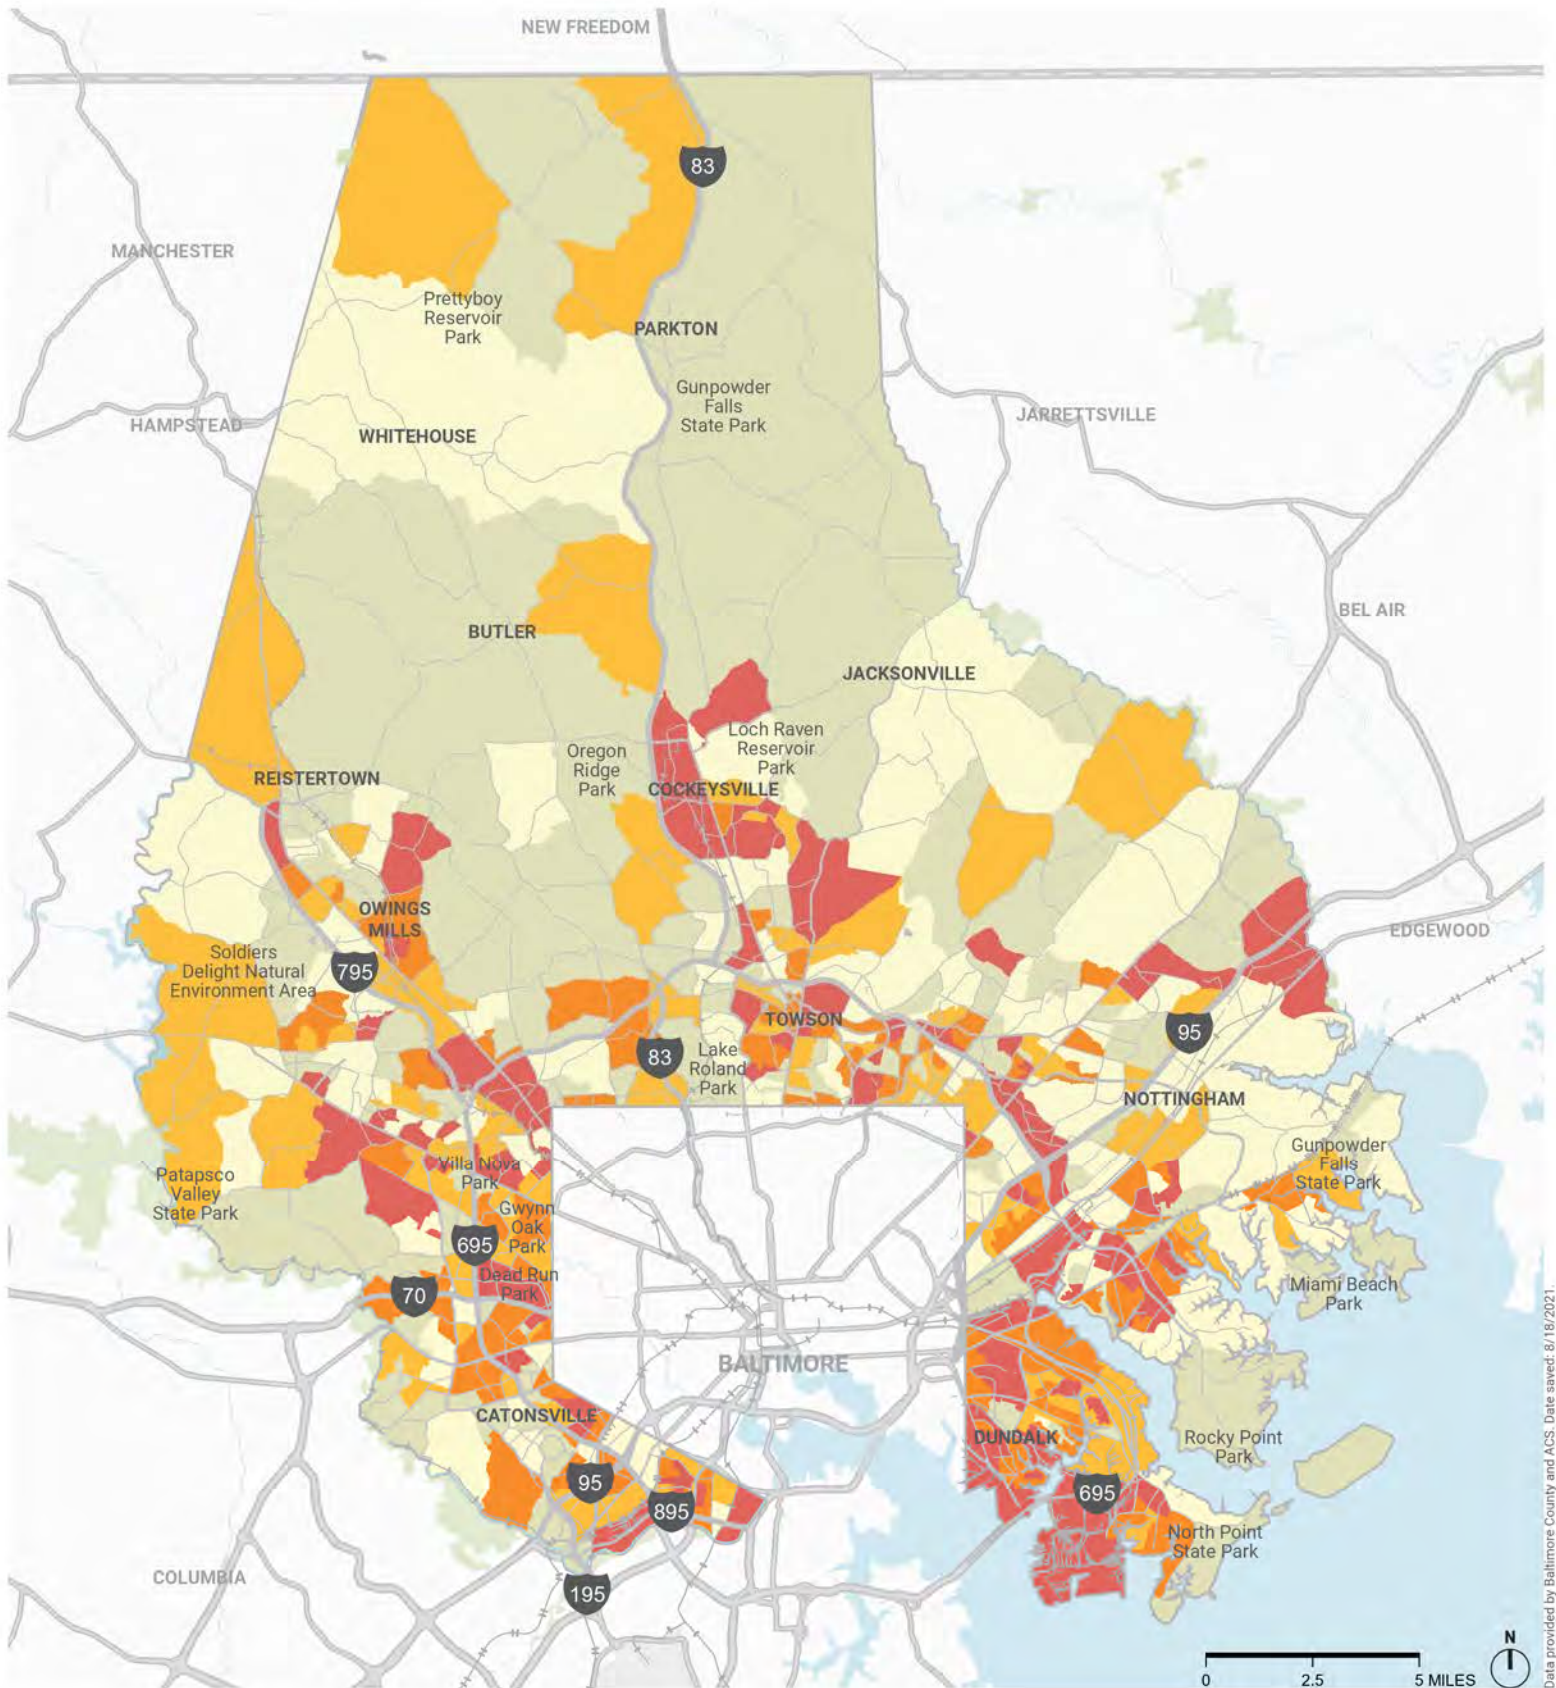 NEW FREEDOM
83
MANCHESTER
Prettyboy
Reservoir
Park
PARKTON
Gunpowder
Falls
State Park
HAMPSTEAD
WHITEHOUSE
JARRETTSVILLE
BEL AIR
BUTLER
JACKSONVILLE
Loch Raven
Reservoir
Park
Oregon
Ridge
Park
REISTERTOWN
COCKEYSVILLE
OWINGS
MILLS
EDGEWOOD
Soldiers
Delight Natural
Environment Area
795
TOWSON
95
83
Lake
Roland
Park
NOTTINGHAM
Gunpowder
Falls
State Park
Villa Nova
Park
Patapsco
Valley
State Park
Gwynn
Oak
Park
695
Dead Run
Park
70
Miami Beach
Park
BALTIMORE
CATONSVILLE
DUNDALK
Rocky Point
Park
95
895
695
North Point
State Park
COLUMBIA
195
N
0 2.5 5 MILES
Data provided by Baltimore County and ACS. Date saved: 8/18/2021.